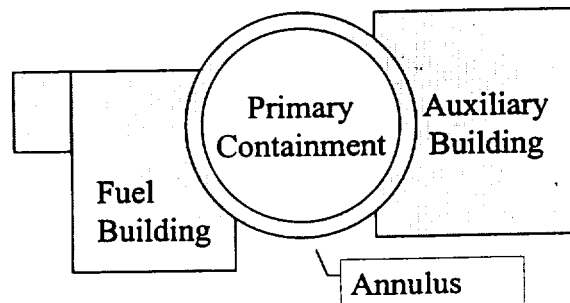 Primary
Containment
Auxiliary
Building
Fuel
Building
Annulus